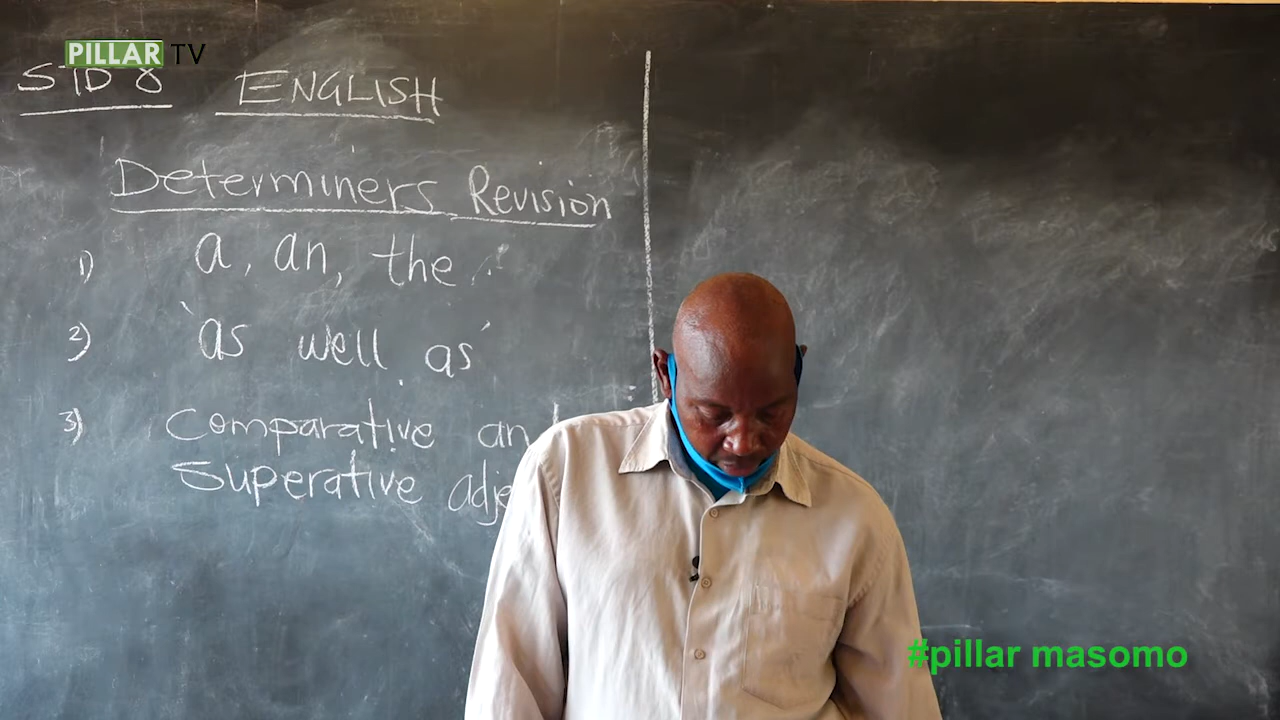 PILLAR TV
STD 8 ENGLISH
Determiners Revision
1) a, an, the
2) 'as well as'
3) Comparative
Superative
#pillar masomo